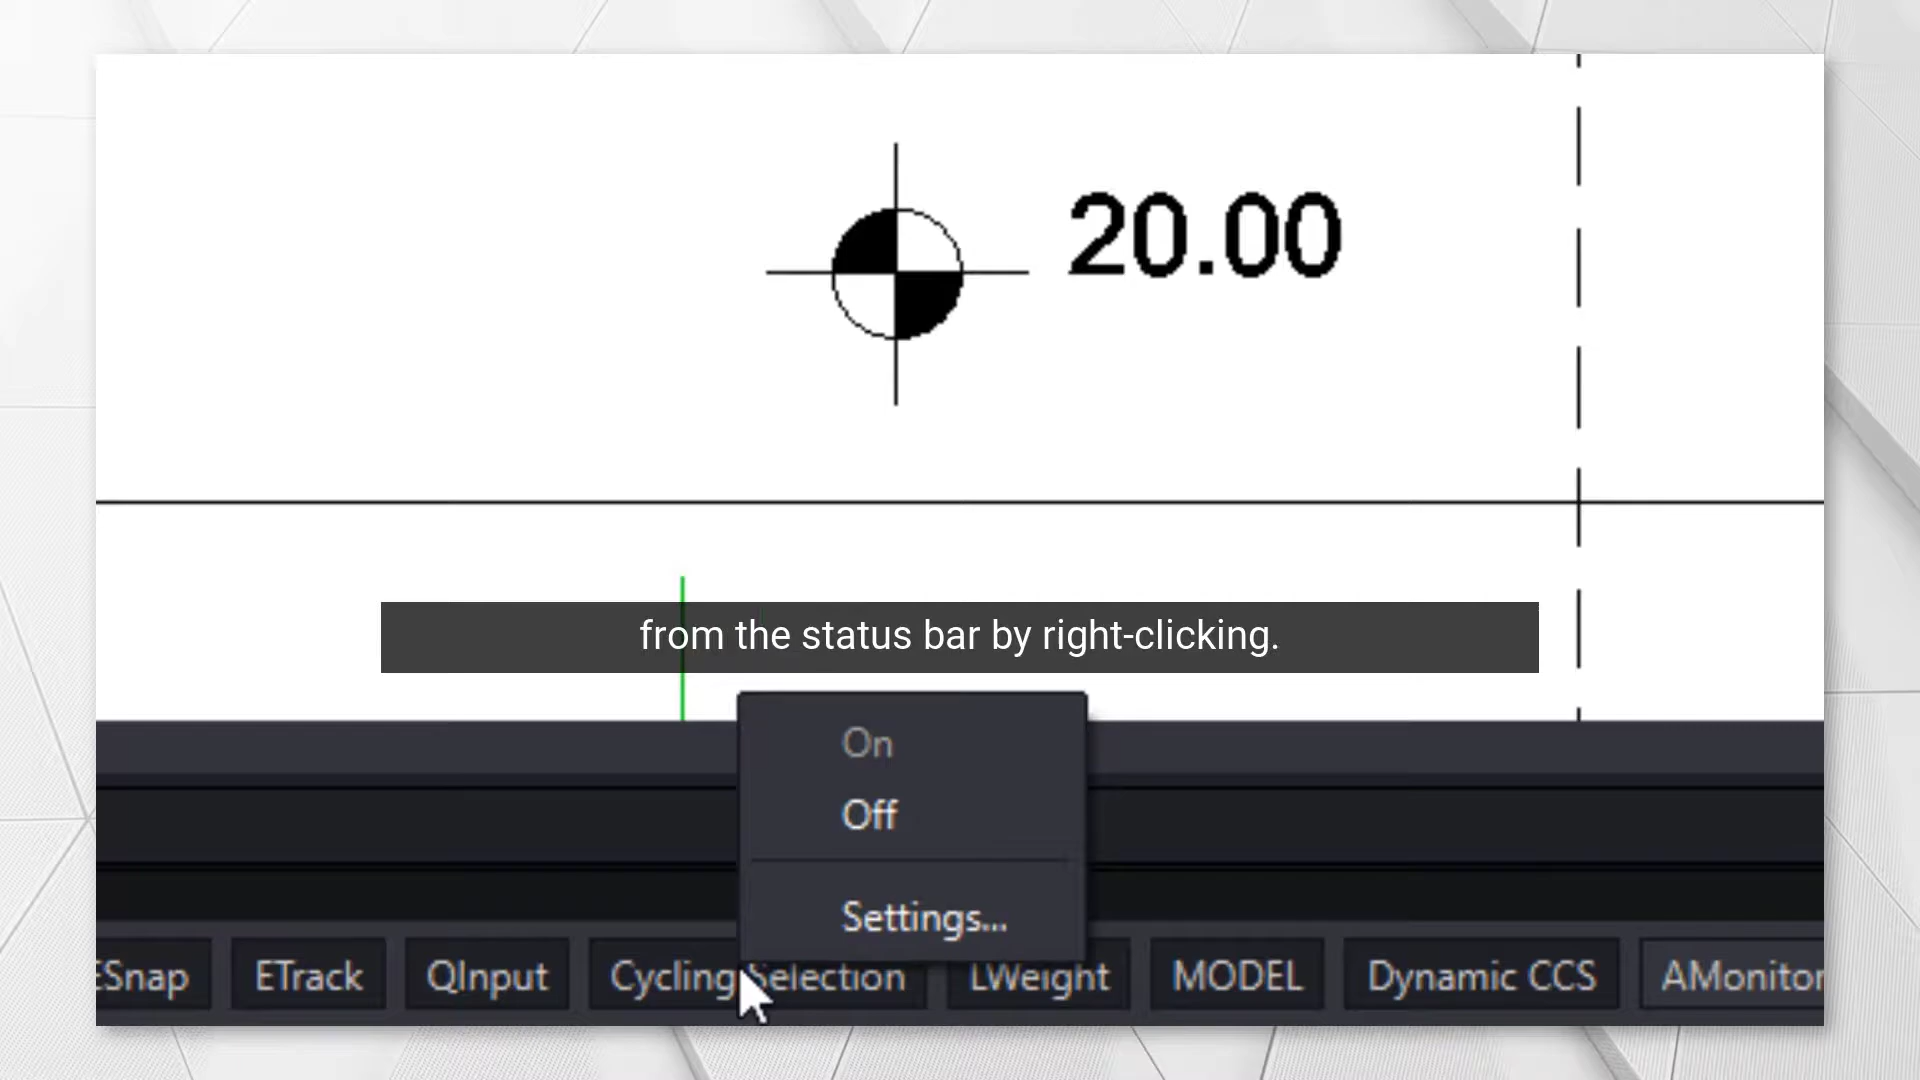 20.00
from the status bar by right-clicking.
On
Off
Settings...
ESnap ETrack QInput Cycling Selection LWeight MODEL Dynamic CCS AMonitor